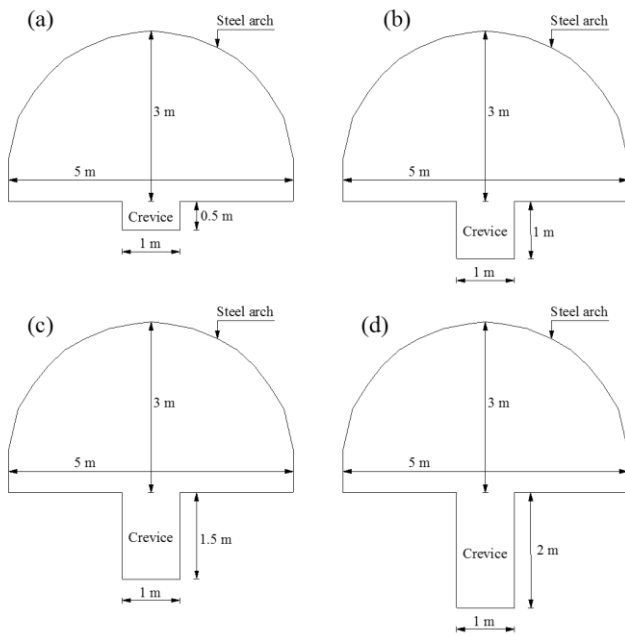 (a)
Steel arch
3 m
5 m
Crevice
0.5 m
1 m
(b)
Steel arch
3 m
5 m
Crevice
1 m
1 m
(c)
Steel arch
3 m
5 m
Crevice
1.5 m
1 m
(d)
Steel arch
3 m
5 m
Crevice
2 m
1 m